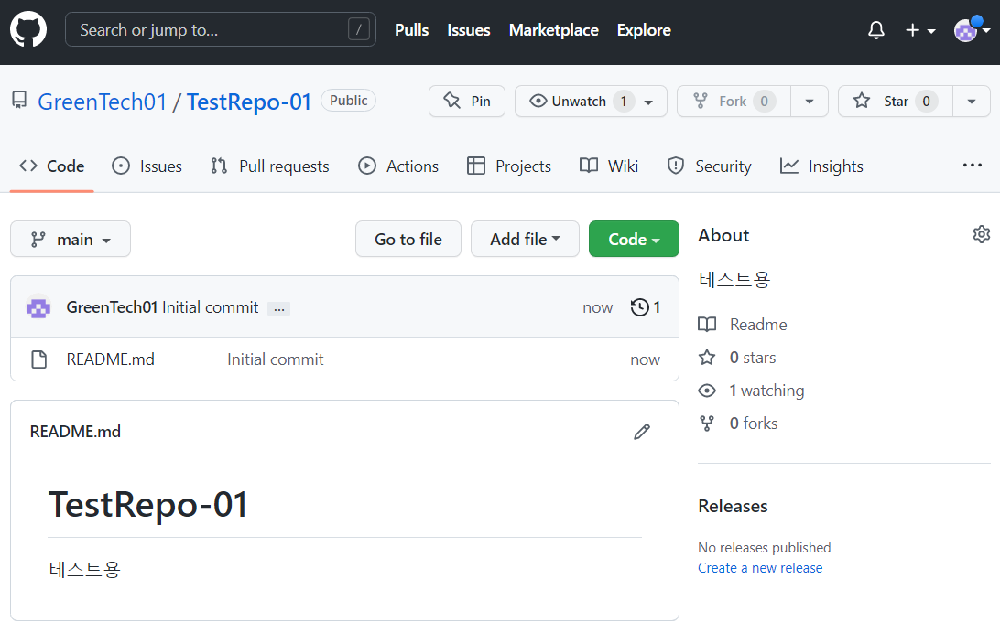 Search or jump to... / Pulls Issues Marketplace Explore
GreenTech01 / TestRepo-01 Public Pin Unwatch 1 Fork 0 Star 0
Code Issues Pull requests Actions Projects Wiki Security Insights ...
main Go to file Add file Code
GreenTech01 Initial commit ... now 1
README.md Initial commit now
README.md
TestRepo-01
테스트용
About
테스트용
Readme
0 stars
1 watching
0 forks
Releases
No releases published
Create a new release